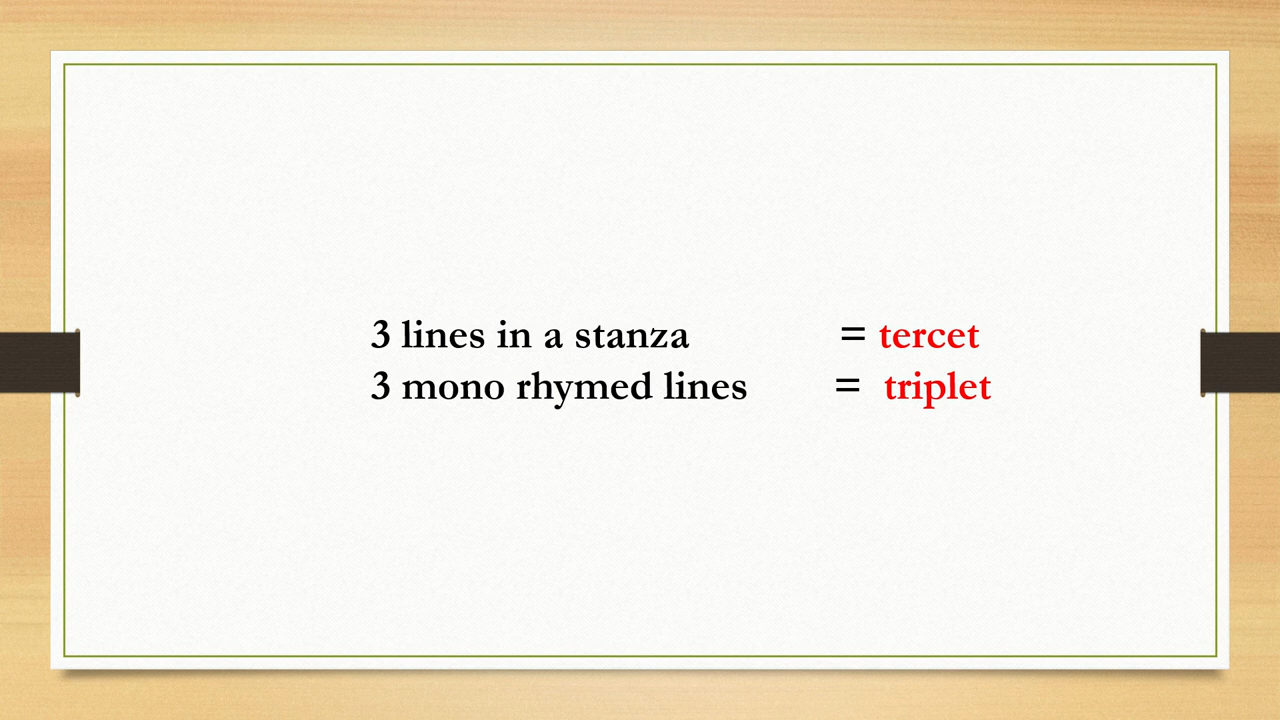 3 lines in a stanza = tercet
3 mono rhymed lines = triplet